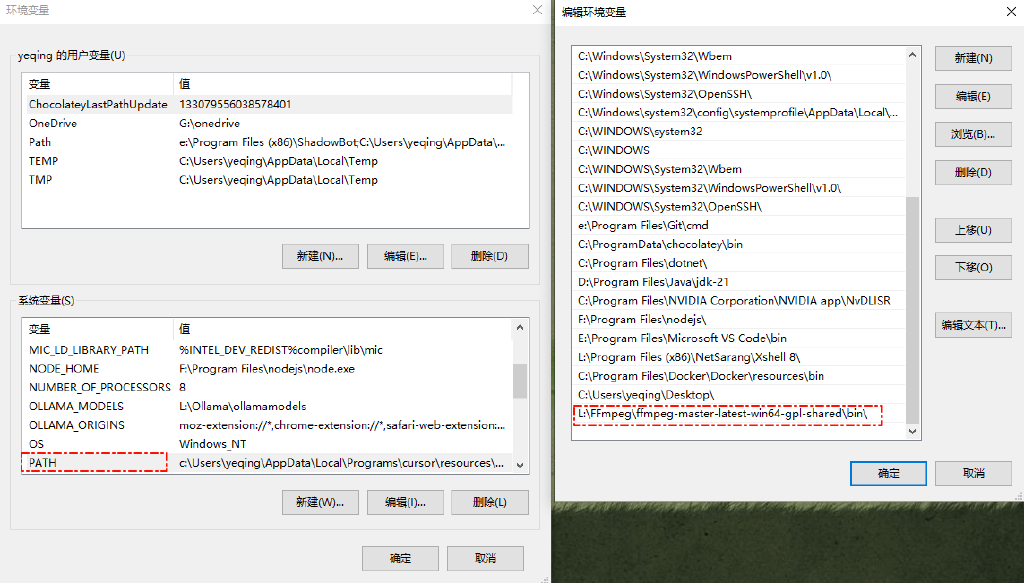 环境变量
yeqing 的用户变量(U)
变量 值
ChocolateyLastPathUpdate 133079556038578401
OneDrive G:\onedrive
Path e:\Program Files (x86)\ShadowBot;C:\Users\yeqing\AppData\...
TEMP C:\Users\yeqing\AppData\Local\Temp
TMP C:\Users\yeqing\AppData\Local\Temp
新建(N)... 编辑(E)... 删除(D)
系统变量(S)
变量 值
MIC_LD_LIBRARY_PATH %INTEL_DEV_REDIST%compiler\lib\mic
NODE_HOME F:\Program Files\nodejs\node.exe
NUMBER_OF_PROCESSORS 8
OLLAMA_MODELS L:\Ollama\ollamamodels
OLLAMA_ORIGINS moz-extension://*,chrome-extension://*,safari-web-extension:...
OS Windows_NT
PATH c:\Users\yeqing\AppData\Local\Programs\cursor\resources\...
新建(W)... 编辑(I)... 删除(L)
确定 取消
编辑环境变量
C:\Windows\System32\Wbem
C:\Windows\System32\WindowsPowerShell\v1.0\
C:\Windows\System32\OpenSSH\
C:\Windows\system32\config\systemprofile\AppData\Local\...
C:\WINDOWS\system32
C:\WINDOWS
C:\WINDOWS\System32\Wbem
C:\WINDOWS\System32\WindowsPowerShell\v1.0\
C:\WINDOWS\System32\OpenSSH\
e:\Program Files\Git\cmd
C:\ProgramData\chocolatey\bin
C:\Program Files\dotnet\
D:\Program Files\Java\jdk-21
C:\Program Files\NVIDIA Corporation\NVIDIA app\NvDLISR
F:\Program Files\nodejs\
E:\Program Files\Microsoft VS Code\bin
L:\Program Files (x86)\NetSarang\Xshell 8\
C:\Program Files\Docker\Docker\resources\bin
C:\Users\yeqing\Desktop\
L:\FFmpeg\ffmpeg-master-latest-win64-gpl-shared\bin\
新建(N)
编辑(E)
浏览(B)...
删除(D)
上移(U)
下移(O)
编辑文本(T)...
确定 取消